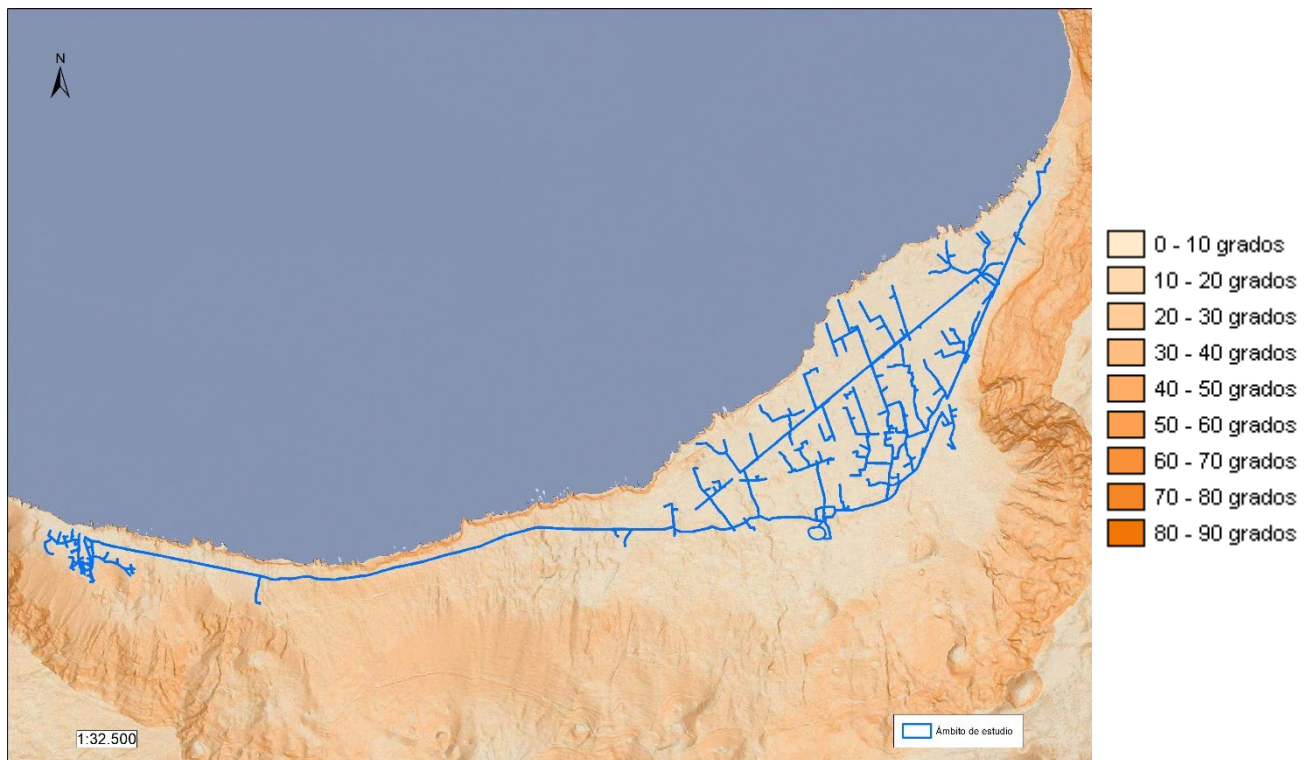 N
0 - 10 grados
10 - 20 grados
20 - 30 grados
30 - 40 grados
40 - 50 grados
50 - 60 grados
60 - 70 grados
70 - 80 grados
80 - 90 grados
1:32.500
Ámbito de estudio